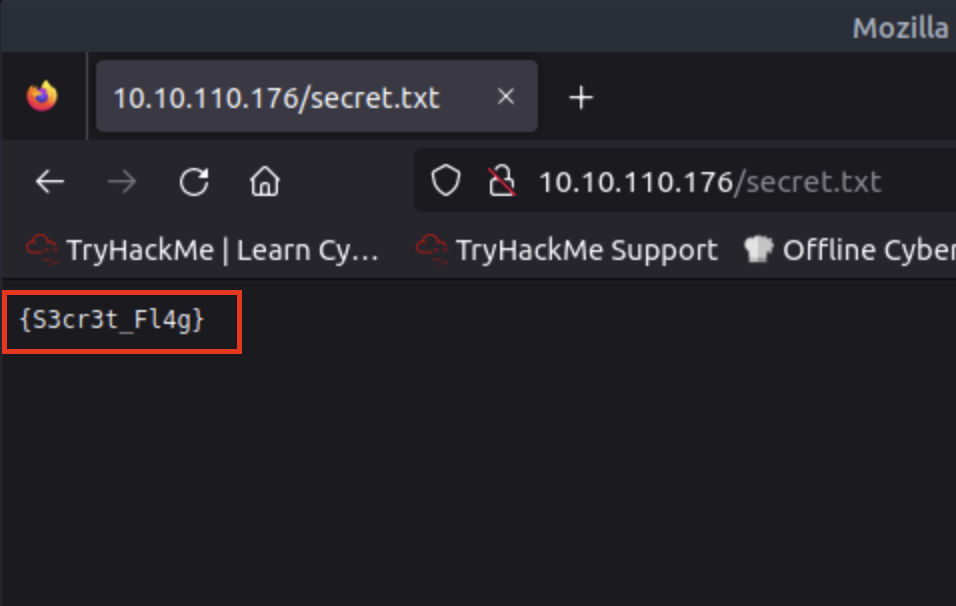 Mozilla
10.10.110.176/secret.txt
10.10.110.176/secret.txt
TryHackMe | Learn Cy... TryHackMe Support Offline Cyber
{S3cr3t_Fl4g}